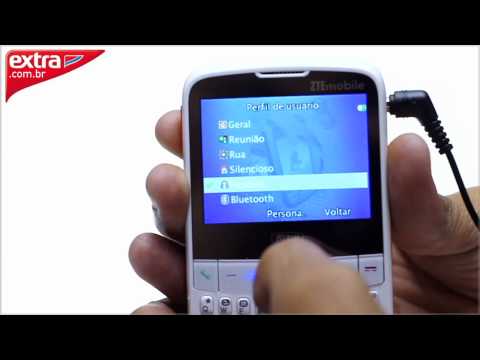 extra
.com.br
ZTEmobile
Perfil de usuário
Geral
Reunião
Rua
Silencioso
Bluetooth
Persona. Voltar
Q W E